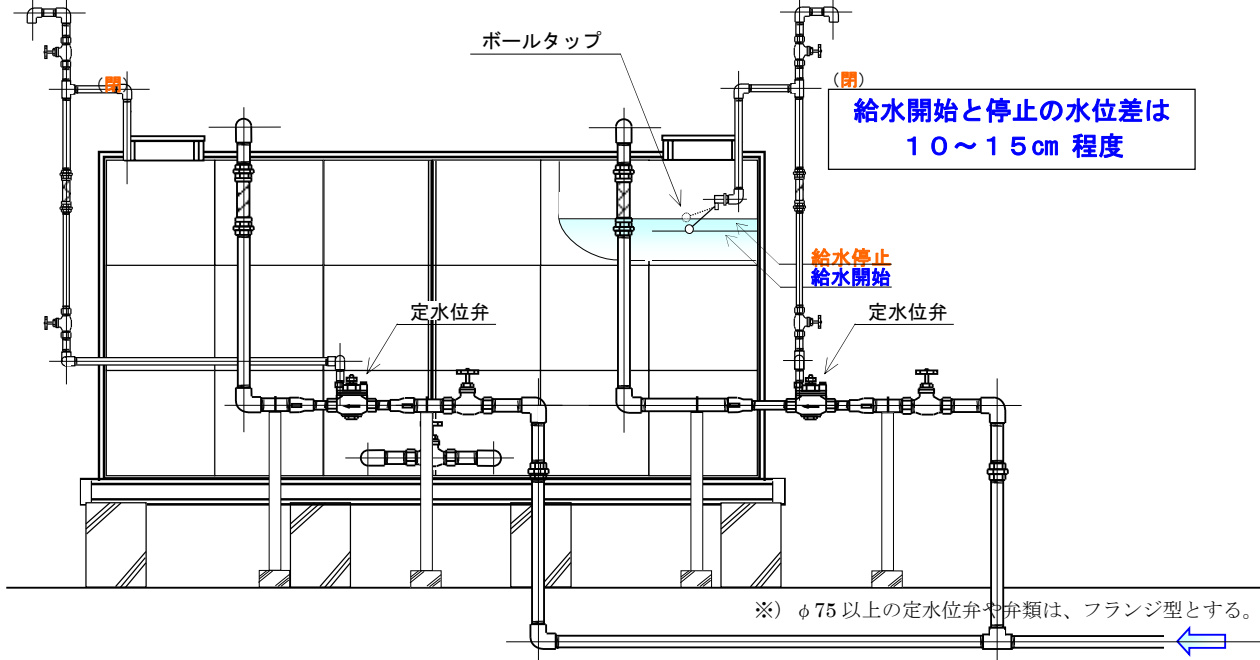 ボールタップ
(閉)
(閉)
給水開始と停止の水位差は
１０～１５㎝ 程度
給水停止
給水開始
定水位弁
定水位弁
※） φ75以上の定水位弁や弁類は、フランジ型とする。